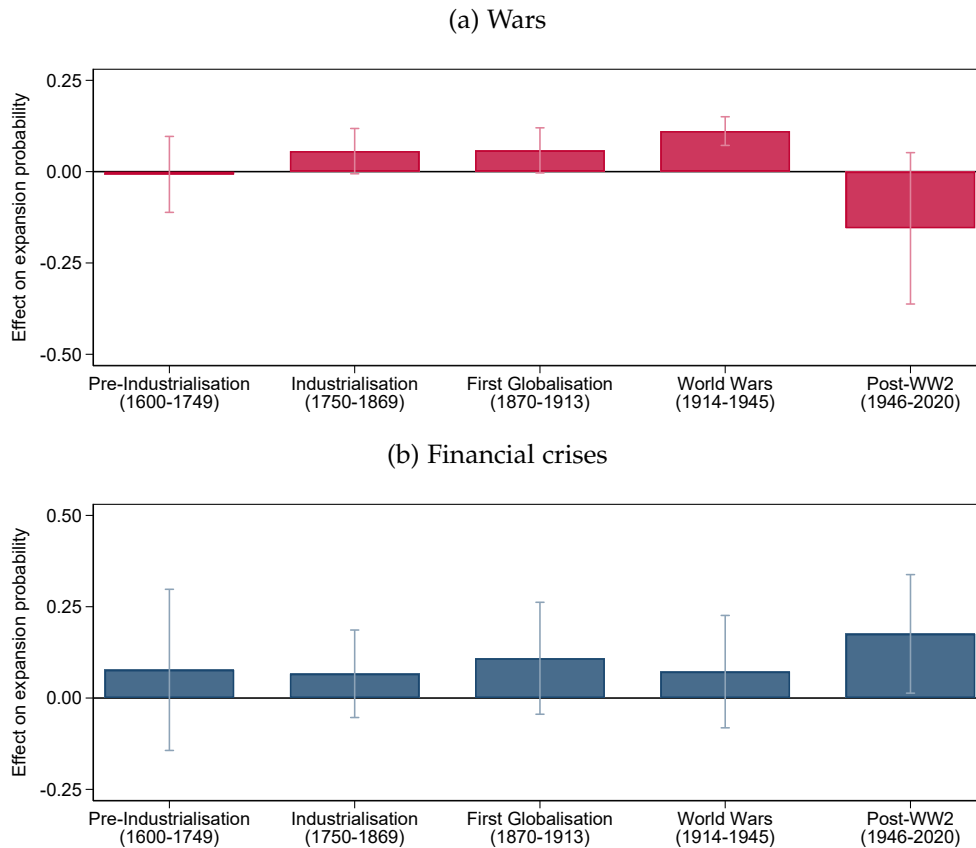 (a) Wars
Effect on expansion probability
0.25
0.00
-0.25
-0.50
Pre-Industrialisation Industrialisation First Globalisation World Wars Post-WW2
(1600-1749) (1750-1869) (1870-1913) (1914-1945) (1946-2020)
(b) Financial crises
Effect on expansion probability
0.50
0.25
0.00
-0.25
Pre-Industrialisation Industrialisation First Globalisation World Wars Post-WW2
(1600-1749) (1750-1869) (1870-1913) (1914-1945) (1946-2020)